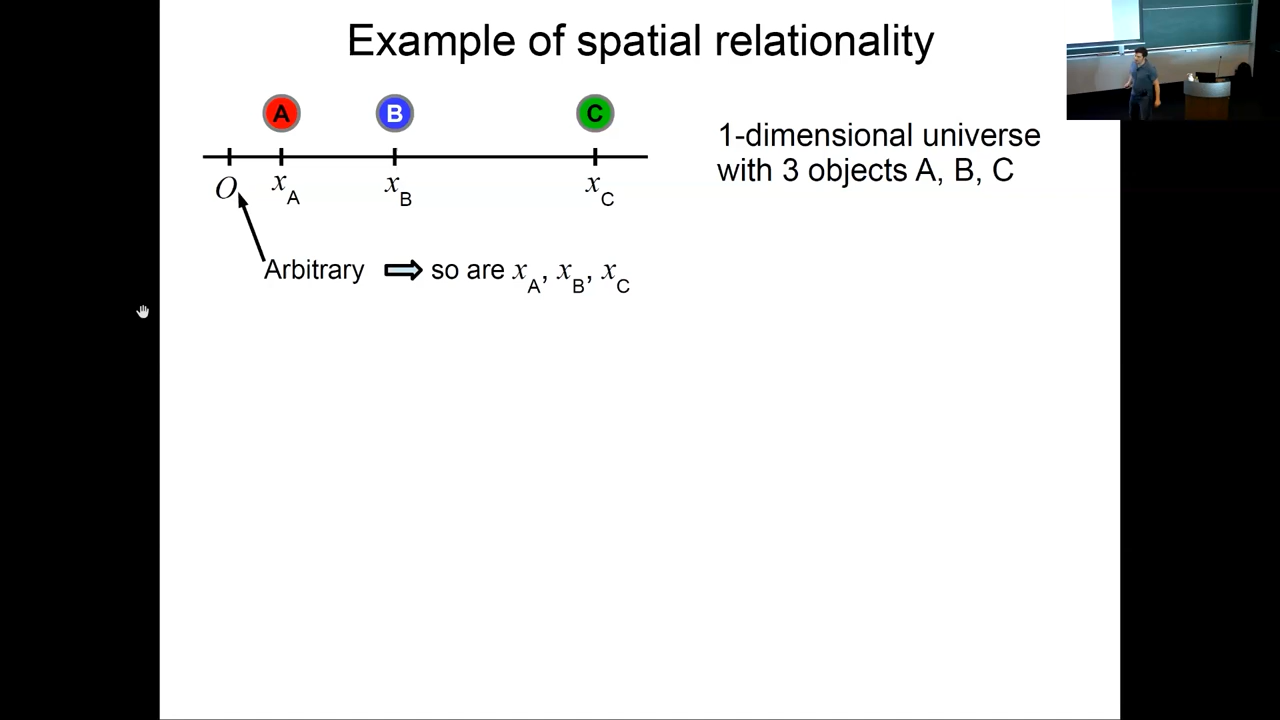 Example of spatial relationality
A B C
O x_A x_B x_C
1-dimensional universe
with 3 objects A, B, C
Arbitrary ⇒ so are x_A, x_B, x_C